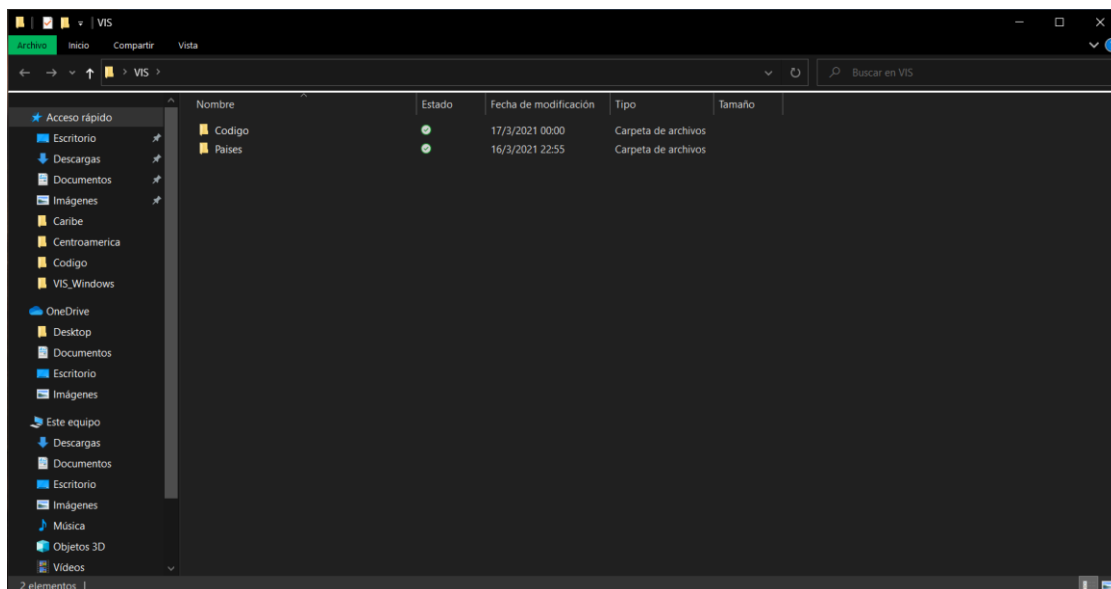 VIS
Archivo Inicio Compartir Vista
VIS
Buscar en VIS
Nombre Estado Fecha de modificación Tipo Tamaño
Codigo 17/3/2021 00:00 Carpeta de archivos
Paises 16/3/2021 22:55 Carpeta de archivos
Acceso rápido
Escritorio
Descargas
Documentos
Imágenes
Caribe
Centroamerica
Codigo
VIS_Windows
OneDrive
Desktop
Documentos
Escritorio
Imágenes
Este equipo
Descargas
Documentos
Escritorio
Imágenes
Música
Objetos 3D
Vídeos
2 elementos